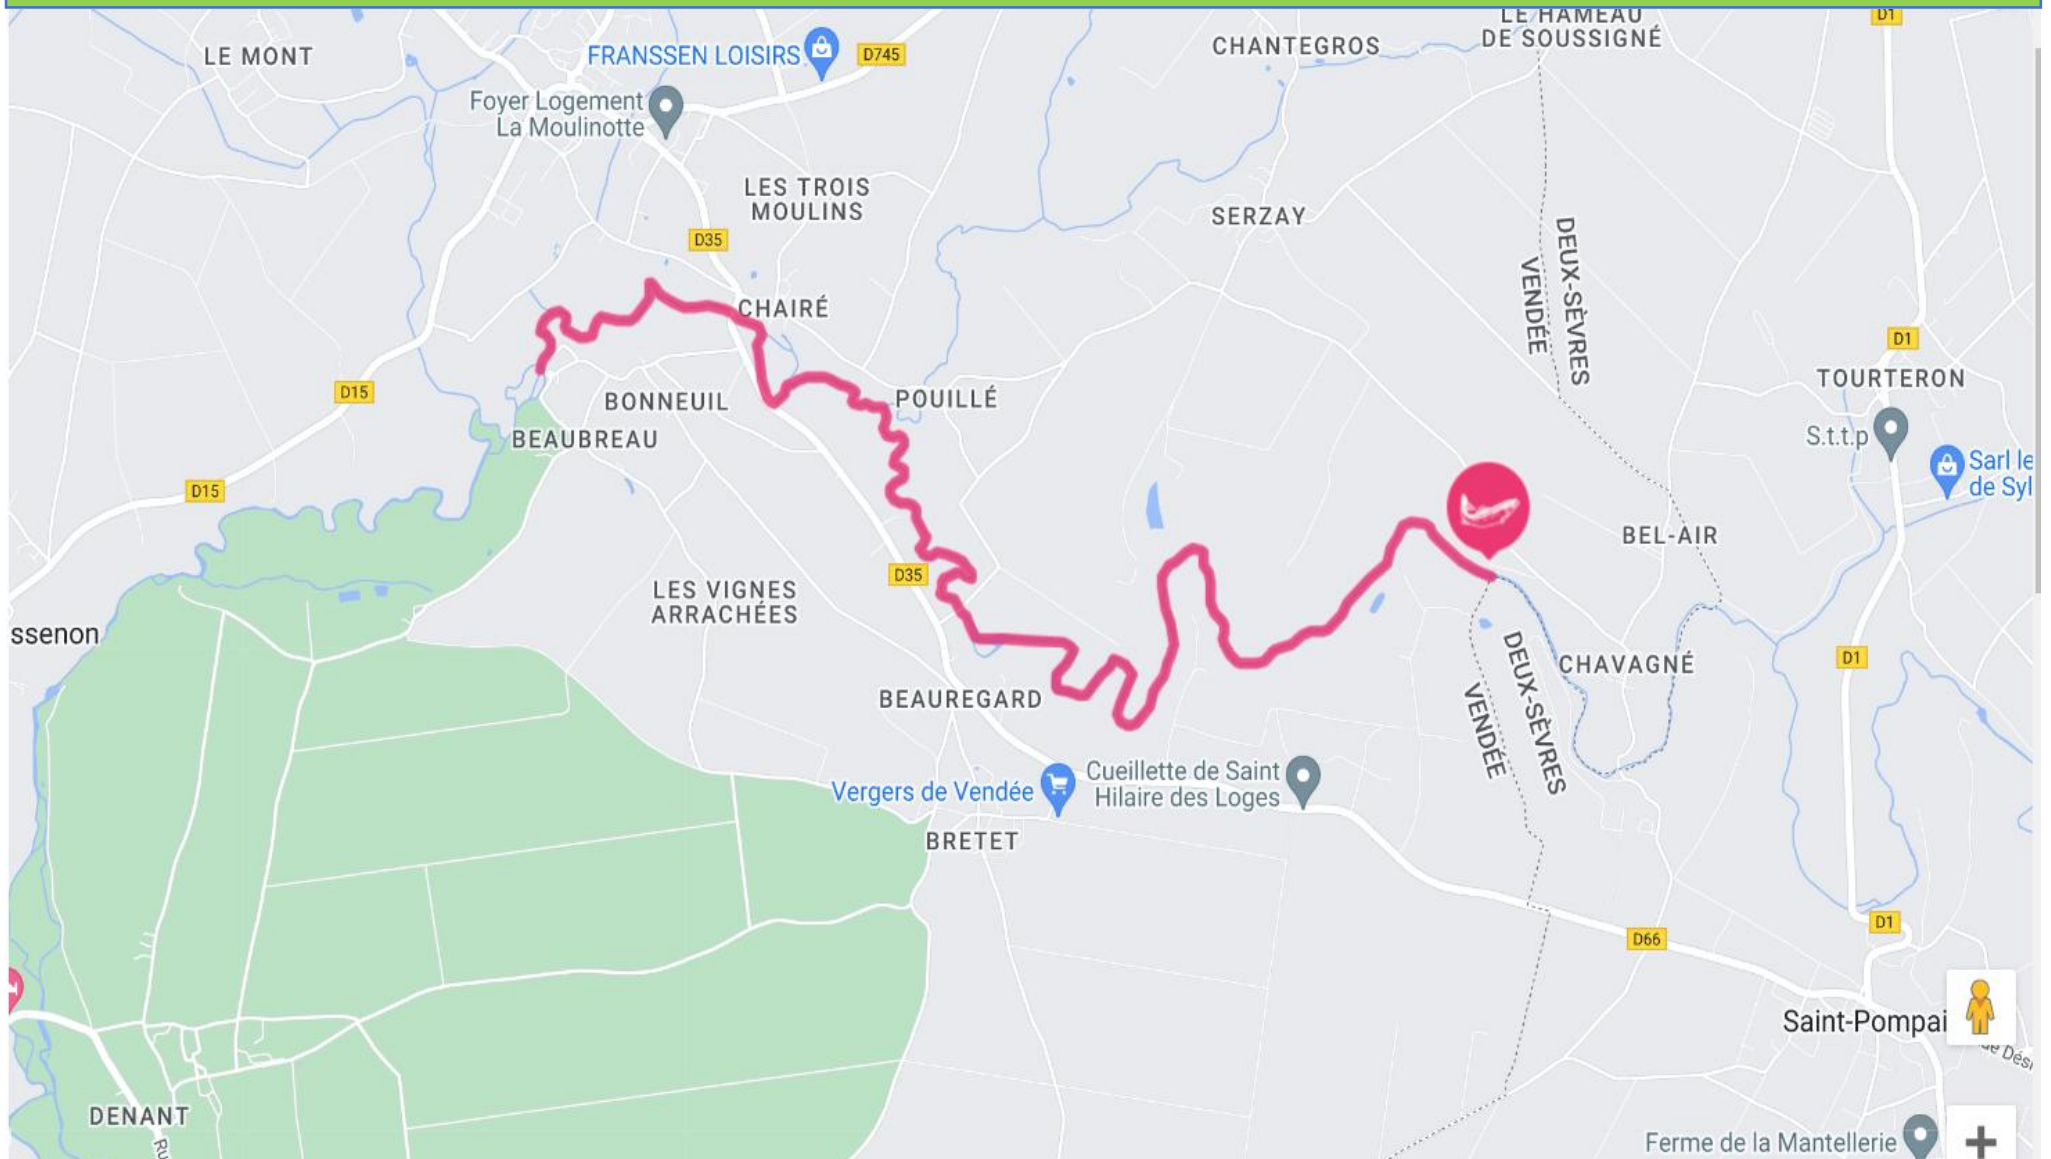 LE HAMEAU
DE SOUSSIGNÉ
D1
LE MONT
FRANSSEN LOISIRS
D745
CHANTEGROS
Foyer Logement
La Moulinotte
LES TROIS
MOULINS
SERZAY
D35
DEUX-SÈVRES
VENDÉE
CHAIRÉ
D1
TOURTERON
D15
BONNEUIL
POUILLÉ
BEAUBREAU
S.t.t.p
Sarl le
de Syl
D15
BEL-AIR
D35
LES VIGNES
ARRACHÉES
ssenon
DEUX-SÈVRES
VENDÉE
CHAVAGNÉ
D1
BEAUREGARD
Vergers de Vendée
Cueillette de Saint
Hilaire des Loges
BRETET
D1
D66
Saint-Pompai
de Dési
DENANT
Ru
Ferme de la Mantellerie
+